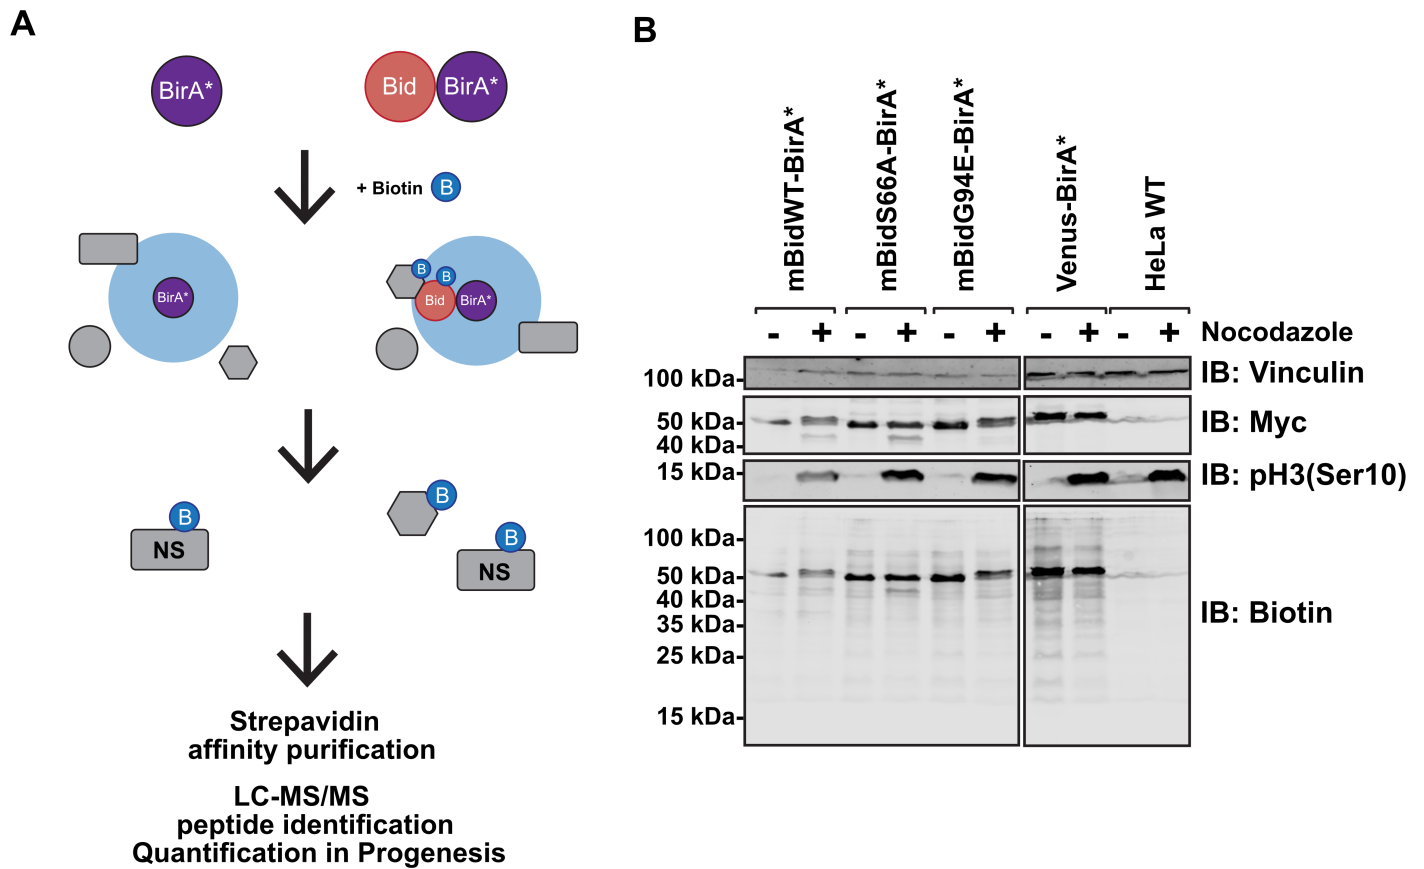 A
BirA*
Bid
BirA*
+ Biotin
B
BirA*
B
B
Bid
BirA*
B
NS
B
B
NS
Strepavidin
affinity purification
LC-MS/MS
peptide identification
Quantification in Progenesis
B
mBidWT-BirA*
mBidS66A-BirA*
mBidG94E-BirA*
Venus-BirA*
HeLa WT
- + - + - + - + - + Nocodazole
100 kDa- IB: Vinculin
50 kDa- IB: Myc
40 kDa-
15 kDa- IB: pH3(Ser10)
100 kDa-
50 kDa-
40 kDa- IB: Biotin
35 kDa-
25 kDa-
15 kDa-